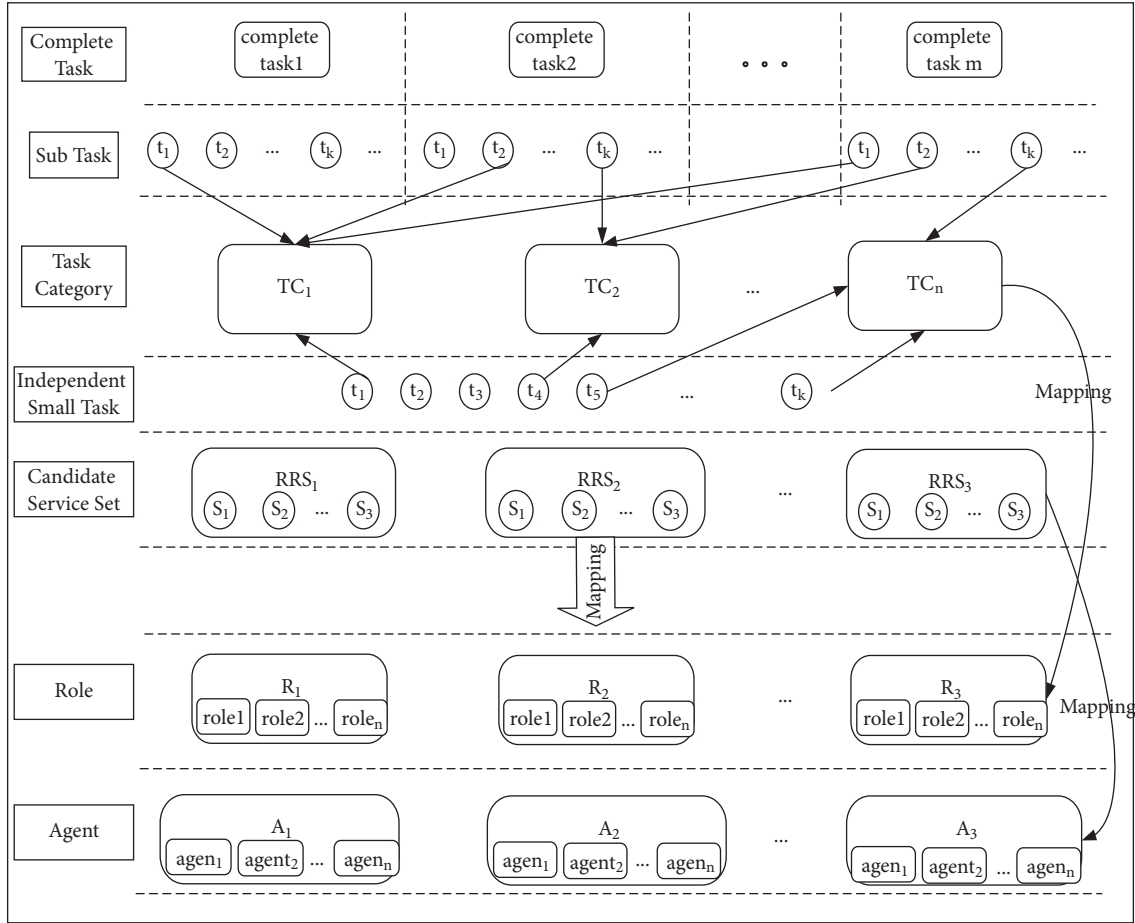 Complete
Task
complete
task1
complete
task2
complete
task m
Sub Task
t1 t2 ... tk ... t1 t2 ... tk ... t1 t2 ... tk ...
Task
Category
TC1 TC2 ... TCn
Independent
Small Task
t1 t2 t3 t4 t5 ... tk
Mapping
Candidate
Service Set
RRS1 RRS2 ... RRS3
S1 S2 ... S3 S1 S2 ... S3 S1 S2 ... S3
Mapping
Role
R1 R2 ... R3
role1 role2 ... rolen role1 role2 ... rolen role1 role2 ... rolen
Mapping
Agent
A1 A2 ... A3
agen1 agent2 ... agenn agen1 agent2 ... agenn agen1 agent2 ... agenn